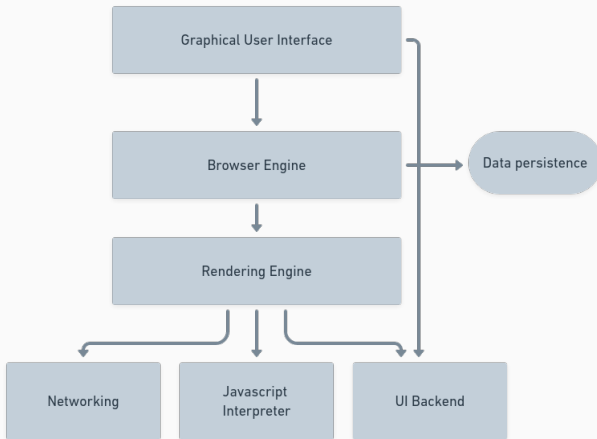 Graphical User Interface
Browser Engine
Data persistence
Rendering Engine
Networking
Javascript
Interpreter
UI Backend